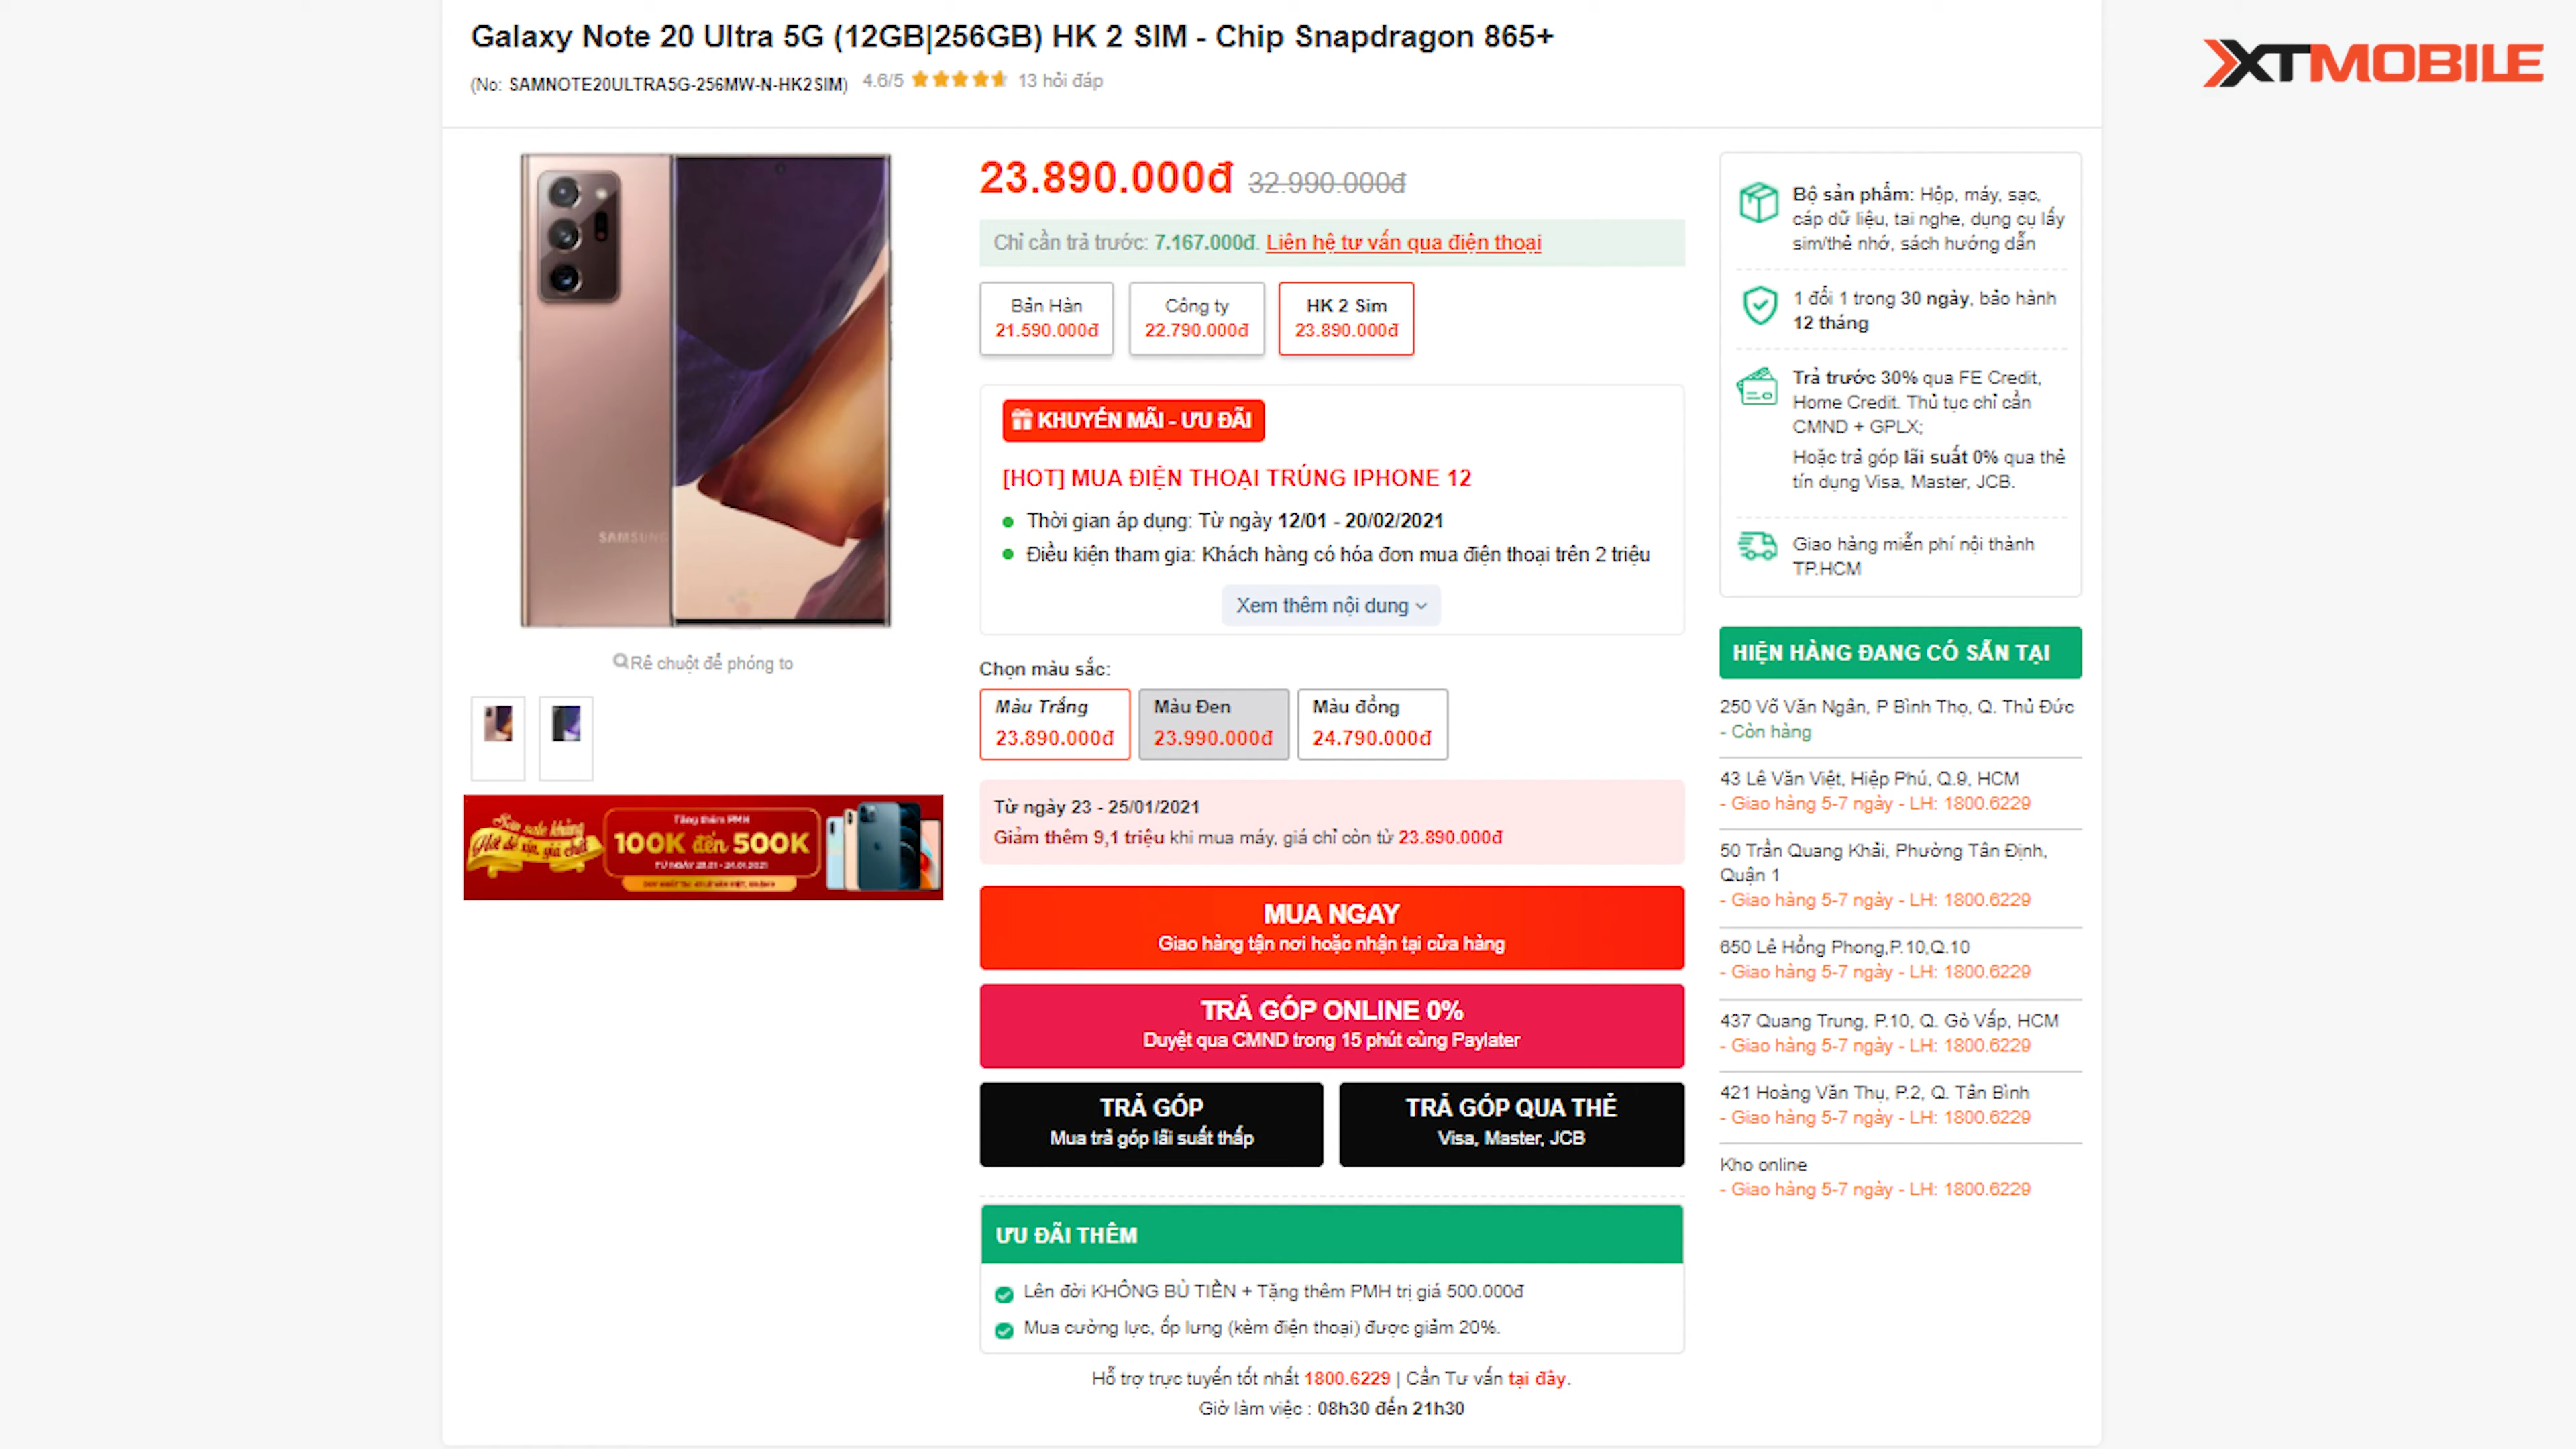 Galaxy Note 20 Ultra 5G (12GB|256GB) HK 2 SIM - Chip Snapdragon 865+
(No: SAMNOTE20ULTRA5G-256MW-N-HK2SIM) 4.6/5 13 hỏi đáp
XTMOBILE
SAMSUNG
Rê chuột để phóng to
Săn sale khủng
Hot dế xịn, giá chất
Tặng thêm PMH
100K đến 500K
23.890.000đ 32.990.000đ
Chỉ cần trả trước: 7.167.000đ. Liên hệ tư vấn qua điện thoại
Bản Hàn
21.590.000đ
Công ty
22.790.000đ
HK 2 Sim
23.890.000đ
KHUYẾN MÃI - ƯU ĐÃI
[HOT] MUA ĐIỆN THOẠI TRÚNG IPHONE 12
Thời gian áp dụng: Từ ngày 12/01 - 20/02/2021
Điều kiện tham gia: Khách hàng có hóa đơn mua điện thoại trên 2 triệu
Xem thêm nội dung
Chọn màu sắc:
Màu Trắng
23.890.000đ
Màu Đen
23.990.000đ
Màu đồng
24.790.000đ
Từ ngày 23 - 25/01/2021
Giảm thêm 9,1 triệu khi mua máy, giá chỉ còn từ 23.890.000đ
MUA NGAY
Giao hàng tận nơi hoặc nhận tại cửa hàng
TRẢ GÓP ONLINE 0%
Duyệt qua CMND trong 15 phút cùng Paylater
TRẢ GÓP
Mua trả góp lãi suất thấp
TRẢ GÓP QUA THẺ
Visa, Master, JCB
ƯU ĐÃI THÊM
Lên đời KHÔNG BÙ TIỀN + Tặng thêm PMH trị giá 500.000đ
Mua cường lực, ốp lưng (kèm điện thoại) được giảm 20%.
Hỗ trợ trực tuyến tốt nhất 1800.6229 | Cần Tư vấn tại đây.
Giờ làm việc : 08h30 đến 21h30
Bộ sản phẩm: Hộp, máy, sạc,
cáp dữ liệu, tai nghe, dụng cụ lấy
sim/thẻ nhớ, sách hướng dẫn
1 đổi 1 trong 30 ngày, bảo hành
12 tháng
Trả trước 30% qua FE Credit,
Home Credit. Thủ tục chỉ cần
CMND + GPLX;
Hoặc trả góp lãi suất 0% qua thẻ
tín dụng Visa, Master, JCB.
Giao hàng miễn phí nội thành
TP.HCM
HIỆN HÀNG ĐANG CÓ SẴN TẠI
250 Võ Văn Ngân, P Bình Thọ, Q. Thủ Đức
- Còn hàng
43 Lê Văn Việt, Hiệp Phú, Q.9, HCM
- Giao hàng 5-7 ngày - LH: 1800.6229
50 Trần Quang Khải, Phường Tân Định,
Quận 1
- Giao hàng 5-7 ngày - LH: 1800.6229
650 Lê Hồng Phong,P.10,Q.10
- Giao hàng 5-7 ngày - LH: 1800.6229
437 Quang Trung, P.10, Q. Gò Vấp, HCM
- Giao hàng 5-7 ngày - LH: 1800.6229
421 Hoàng Văn Thụ, P.2, Q. Tân Bình
- Giao hàng 5-7 ngày - LH: 1800.6229
Kho online
- Giao hàng 5-7 ngày - LH: 1800.6229